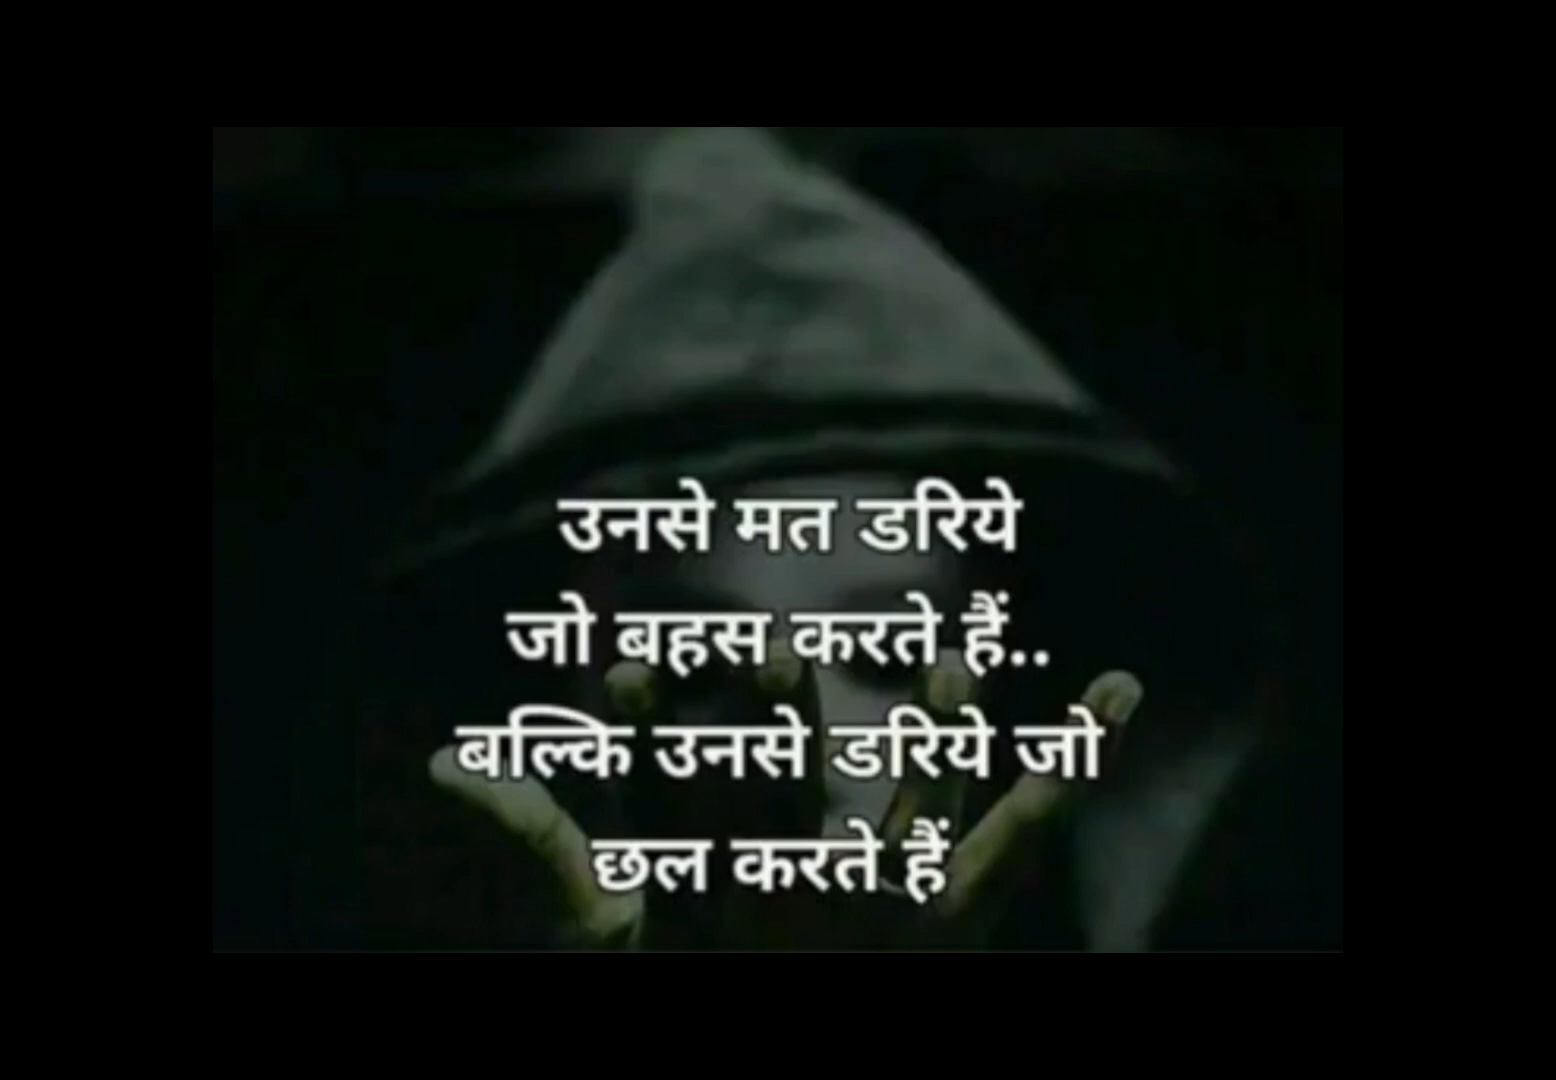 उनसे मत डरिये
जो बहस करते हैं..
बल्कि उनसे डरिये जो
छल करते हैं